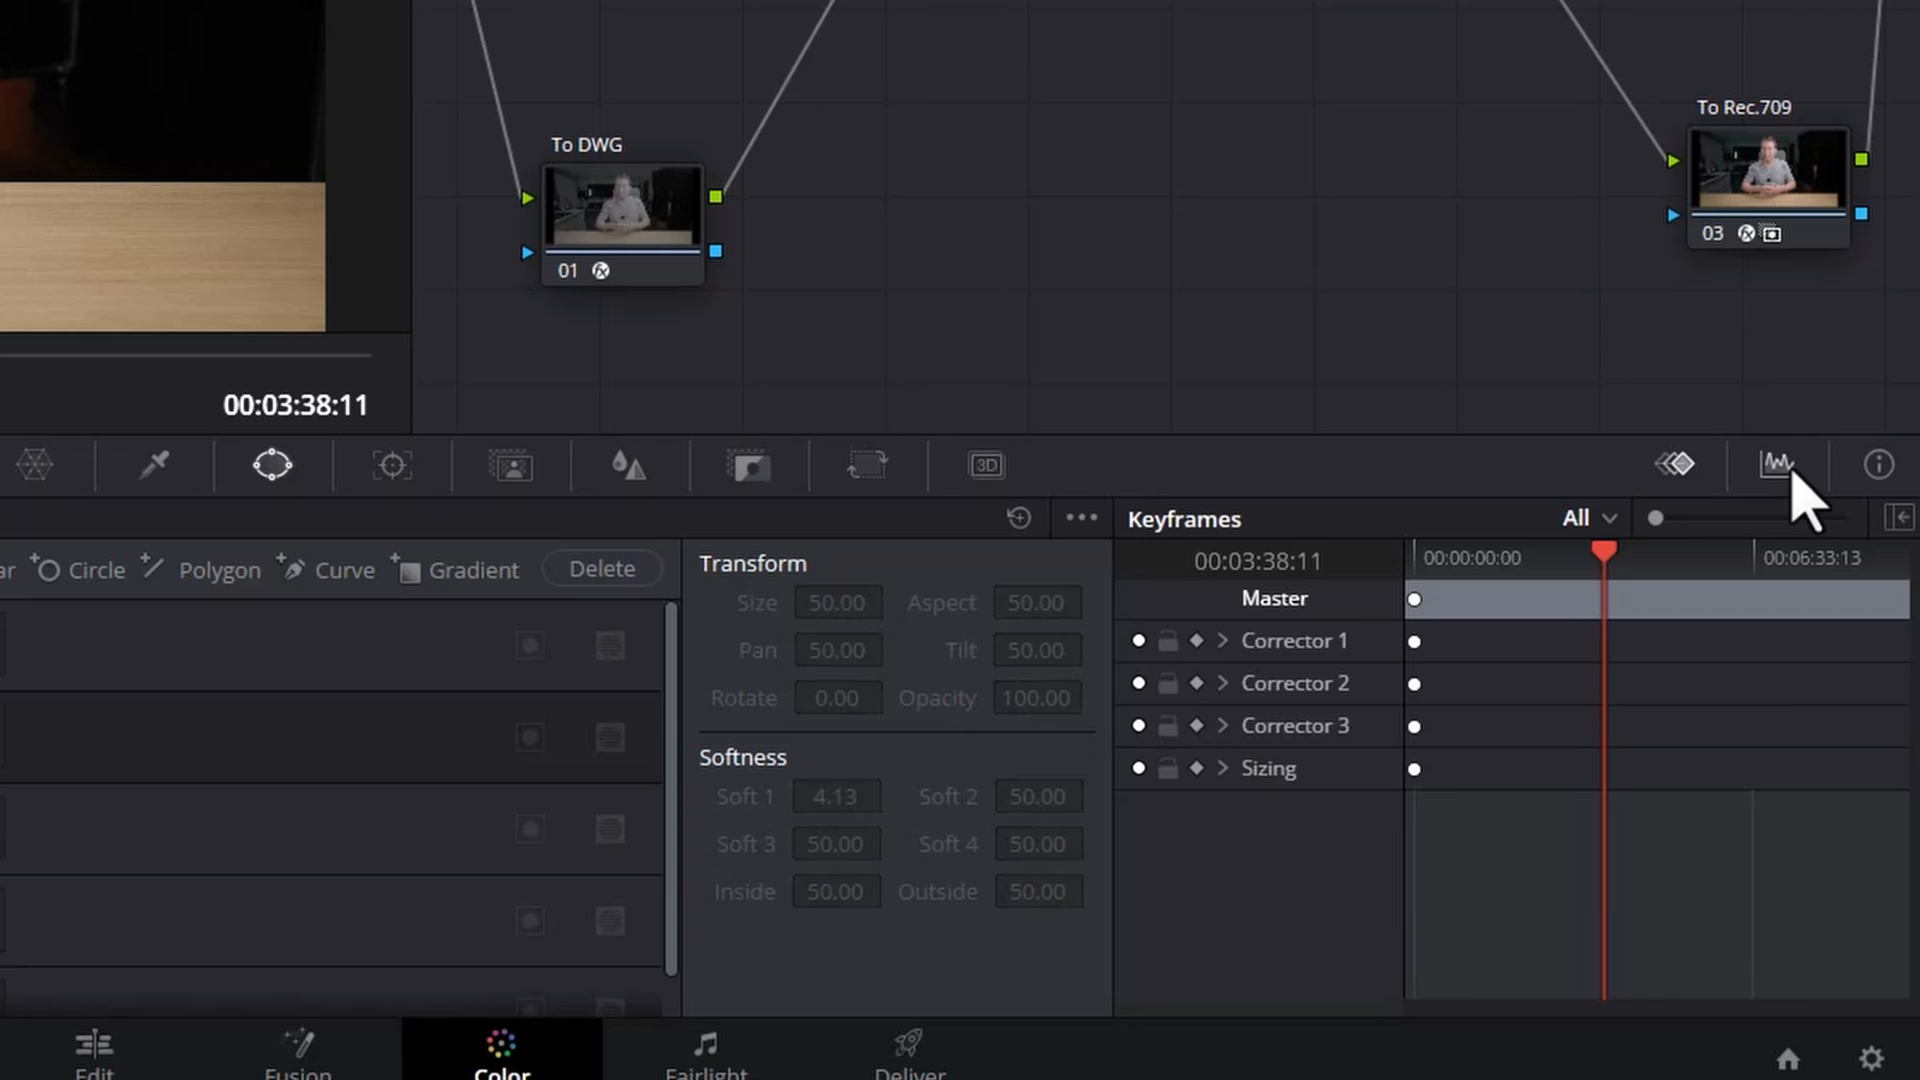 To Rec.709
To DWG
03
01
00:03:38:11
3D
Keyframes
All
Circle
Polygon
Curve
Gradient
Delete
Transform
Size 50.00 Aspect 50.00
Pan 50.00 Tilt 50.00
Rotate 0.00 Opacity 100.00
Softness
Soft 1 4.13 Soft 2 50.00
Soft 3 50.00 Soft 4 50.00
Inside 50.00 Outside 50.00
00:03:38:11
00:00:00:00
00:06:33:13
Master
Corrector 1
Corrector 2
Corrector 3
Sizing
Edit
Fusion
Color
Fairlight
Deliver